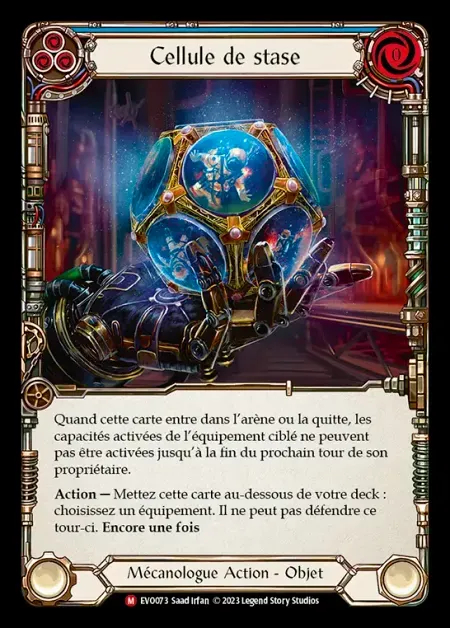 Cellule de stase
0
Quand cette carte entre dans l'arène ou la quitte, les
capacités activées de l'équipement ciblé ne peuvent
pas être activées jusqu'à la fin du prochain tour de son
propriétaire.
Action — Mettez cette carte au-dessous de votre deck :
choisissez un équipement. Il ne peut pas défendre ce
tour-ci. Encore une fois
Mécanologue Action - Objet
M EVO073 Saad Irfan © 2023 Legend Story Studios